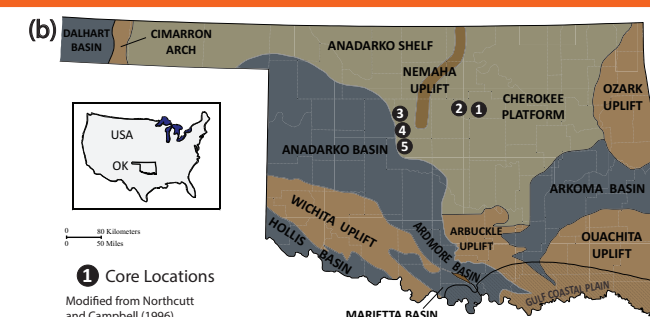 (b)
DALHART
BASIN
CIMARRON
ARCH
ANADARKO SHELF
NEMAHA
UPLIFT
OZARK
UPLIFT
CHEROKEE
PLATFORM
2 1
3
4
5
USA
OK
ANADARKO BASIN
ARKOMA BASIN
WICHITA UPLIFT
HOLLIS BASIN
ARDMORE BASIN
ARBUCKLE
UPLIFT
OUACHITA
UPLIFT
0 80 Kilometers
0 50 Miles
1 Core Locations
GULF COASTAL PLAIN
Modified from Northcutt
and Campbell (1996)
MARIETTA BASIN